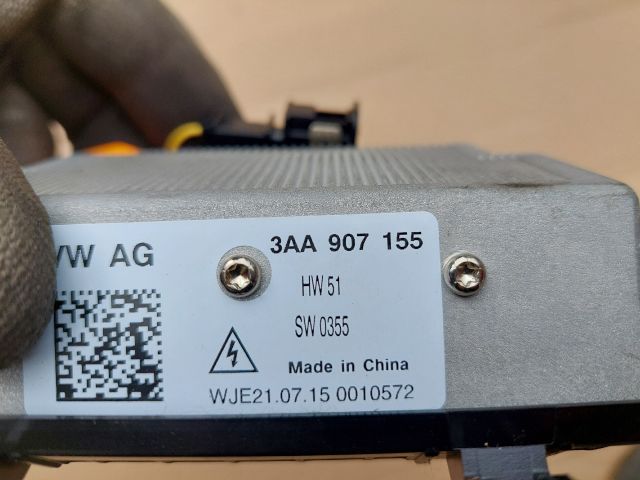 VW AG
3AA 907 155
HW 51
SW 0355
Made in China
WJE21.07.15 0010572